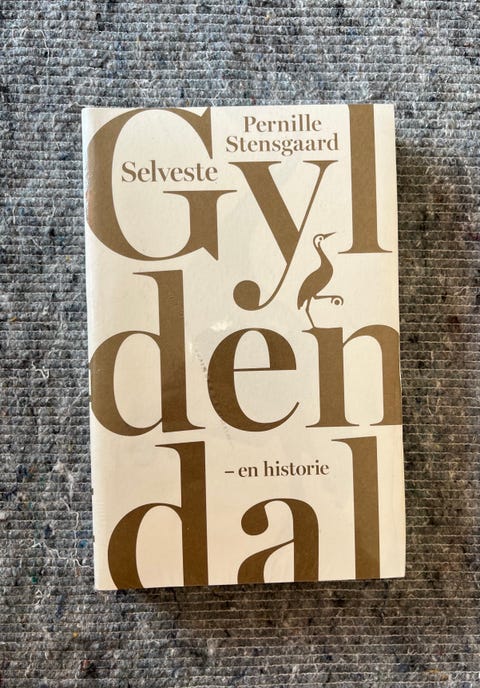 Pernille
Stensgaard
Selveste
Gyl
den
dal
– en historie